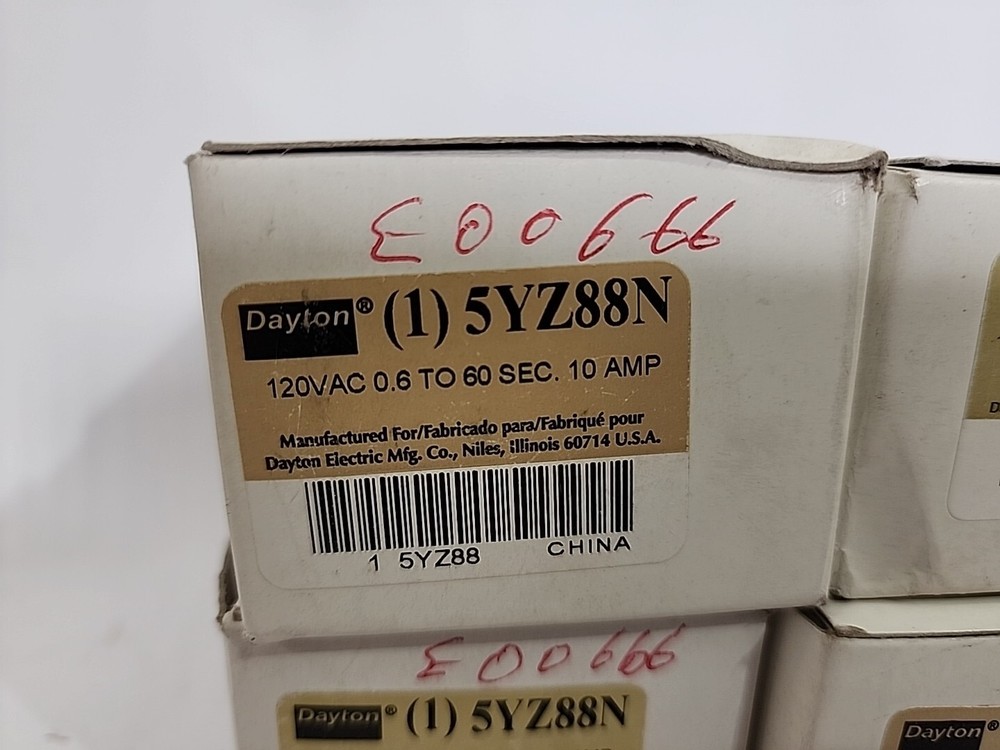 E00666
Dayton® (1) 5YZ88N
120VAC 0.6 TO 60 SEC. 10 AMP
Manufactured For/Fabricado para/Fabriqué pour
Dayton Electric Mfg. Co., Niles, Illinois 60714 U.S.A.
1 5YZ88 CHINA
E00666
Dayton® (1) 5YZ88N
Dayton®